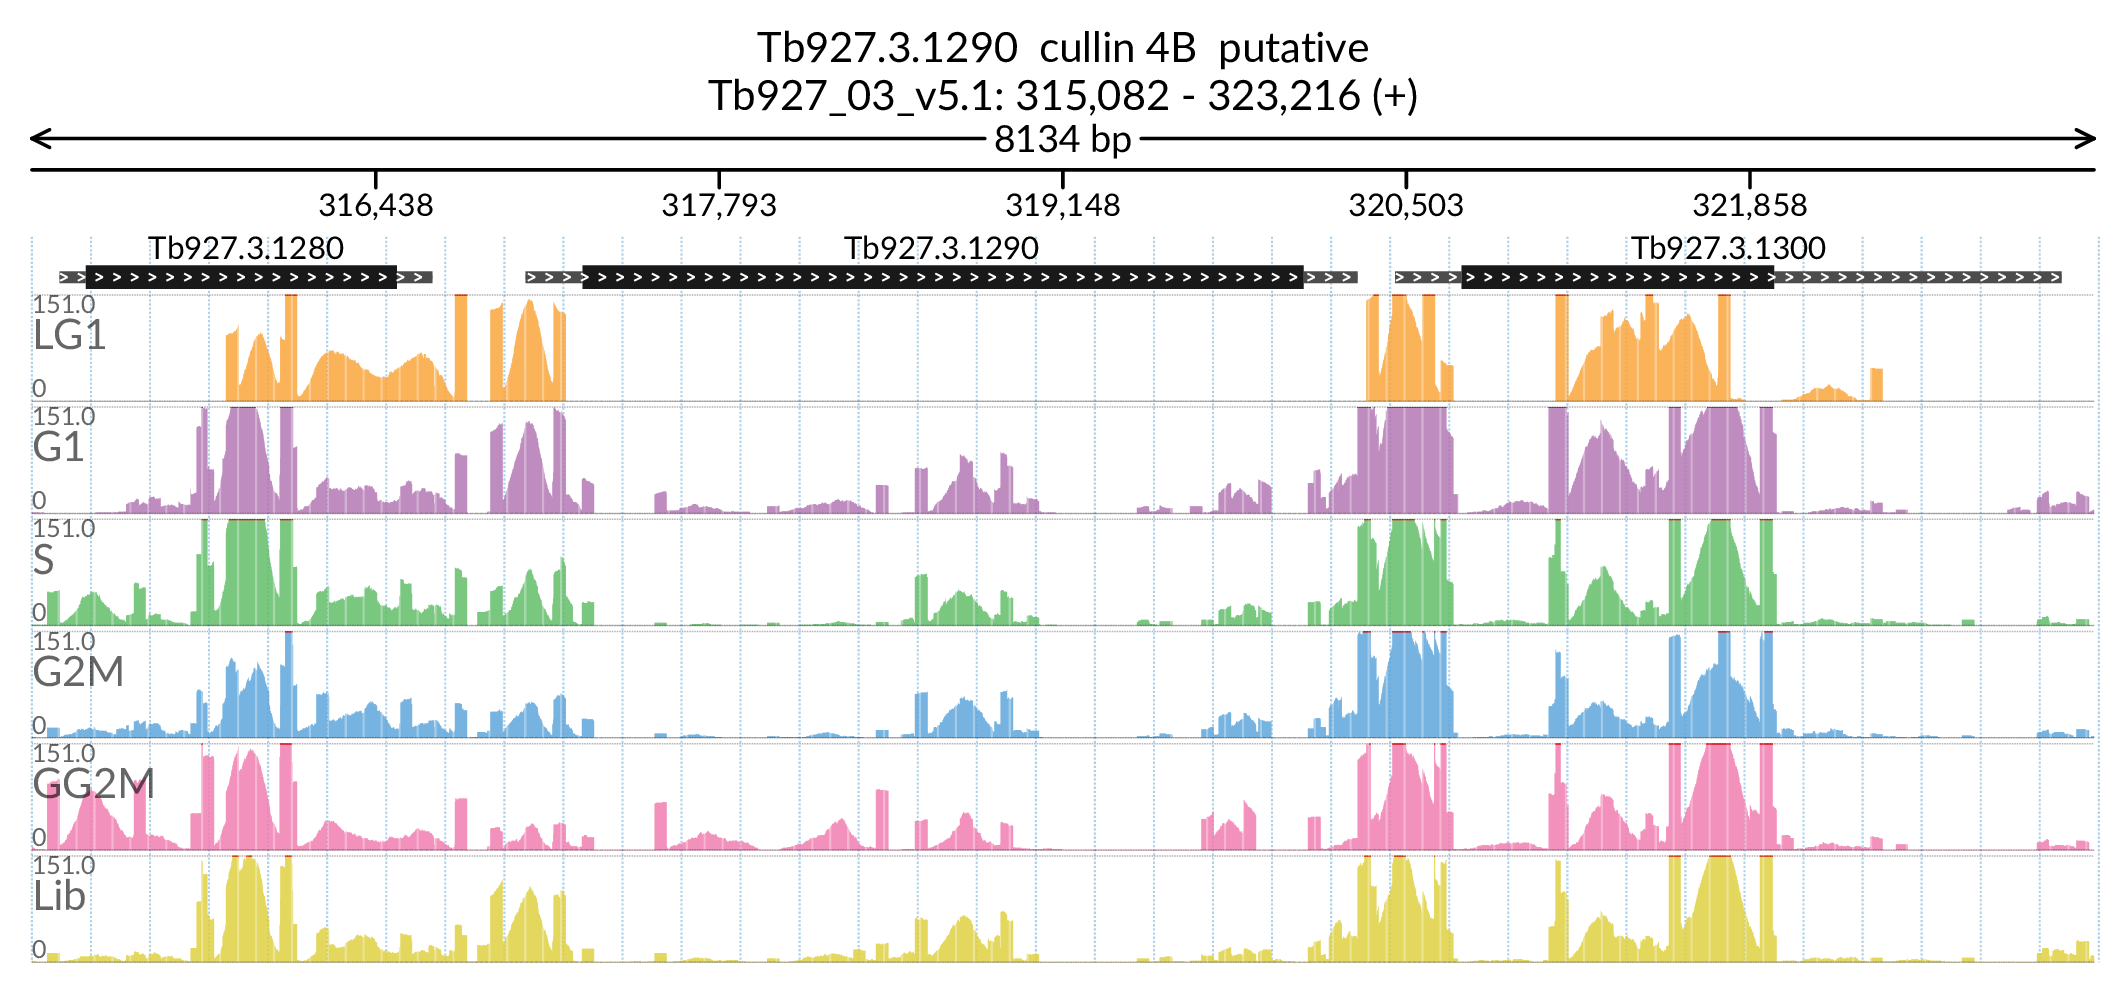 Tb927.3.1290  cullin 4B  putative
Tb927_03_v5.1: 315,082 - 323,216 (+)
8134 bp
316,438 317,793 319,148 320,503 321,858
Tb927.3.1280 Tb927.3.1290 Tb927.3.1300
151.0
LG1
0
151.0
G1
0
151.0
S
0
151.0
G2M
0
151.0
GG2M
0
151.0
Lib
0